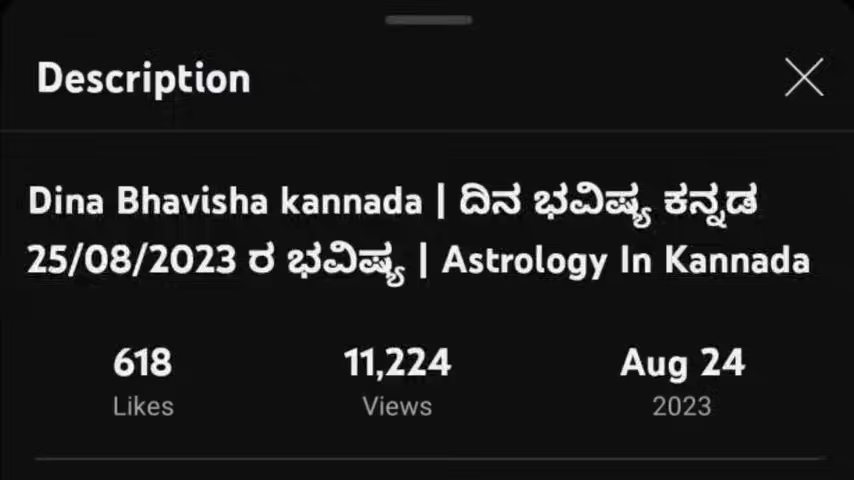 Description
Dina Bhavisha kannada | ದಿನ ಭವಿಷ್ಯ ಕನ್ನಡ
25/08/2023 ರ ಭವಿಷ್ಯ | Astrology In Kannada
618 11,224 Aug 24
Likes Views 2023